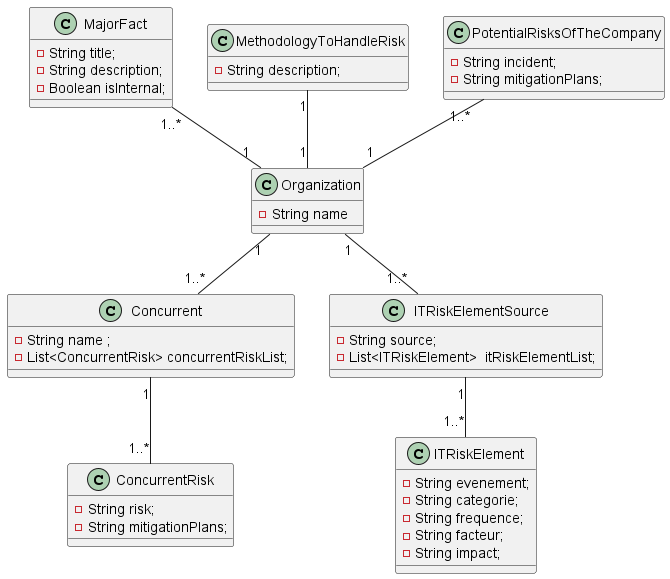 C MajorFact
String title;
String description;
Boolean isInternal;
C MethodologyToHandleRisk
String description;
C PotentialRisksOfTheCompany
String incident;
String mitigationPlans;
1..*
1
1
1
1..*
1
C Organization
String name
1
1..*
1
1..*
C Concurrent
String name ;
List<ConcurrentRisk> concurrentRiskList;
C ITRiskElementSource
String source;
List<ITRiskElement>  itRiskElementList;
1
1..*
1
1..*
C ConcurrentRisk
String risk;
String mitigationPlans;
C ITRiskElement
String evenement;
String categorie;
String frequence;
String facteur;
String impact;